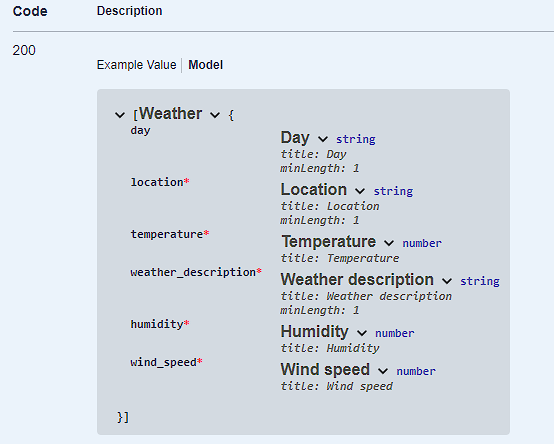 Code Description
200
Example Value Model
[Weather {
day
Day string
title: Day
minLength: 1
location*
Location string
title: Location
minLength: 1
temperature*
Temperature number
title: Temperature
weather_description*
Weather description string
title: Weather description
minLength: 1
humidity*
Humidity number
title: Humidity
wind_speed*
Wind speed number
title: Wind speed
}]